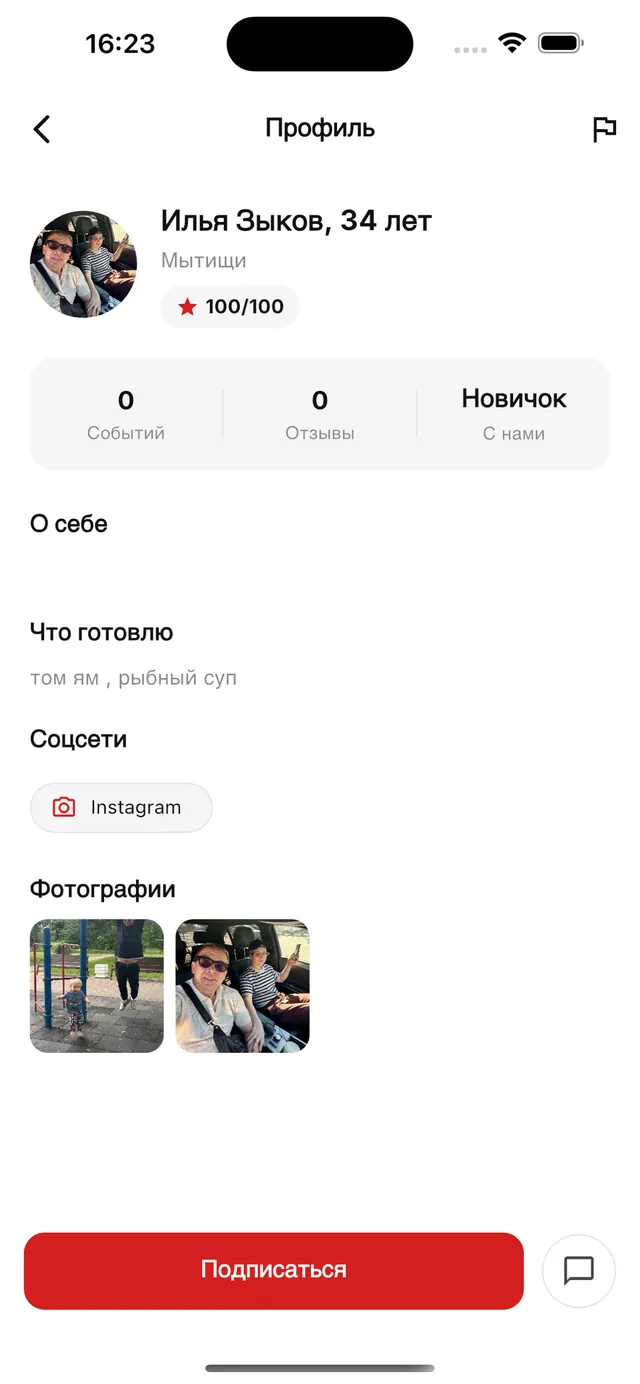 16:23
Профиль
Илья Зыков, 34 лет
Мытищи
100/100
0
Событий
0
Отзывы
Новичок
С нами
О себе
Что готовлю
том ям , рыбный суп
Соцсети
Instagram
Фотографии
Подписаться